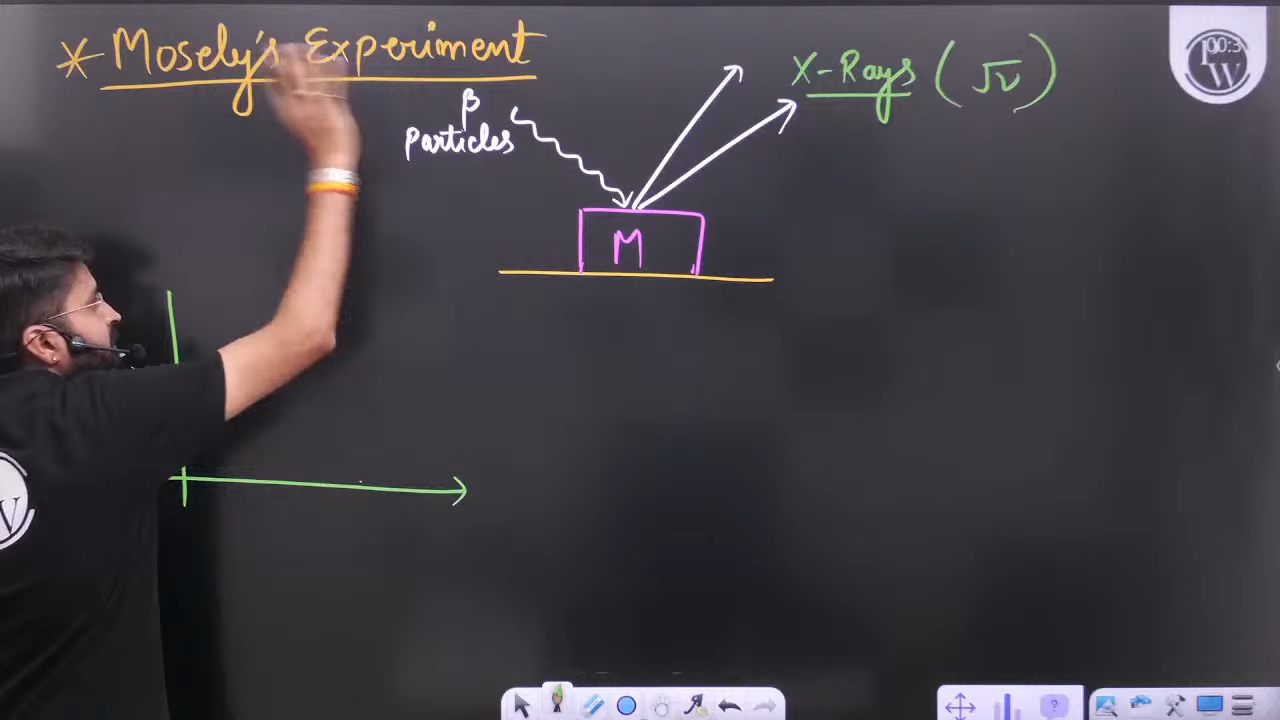 * Mosely's Experiment
X-Rays (√ν)
β
Particles
M